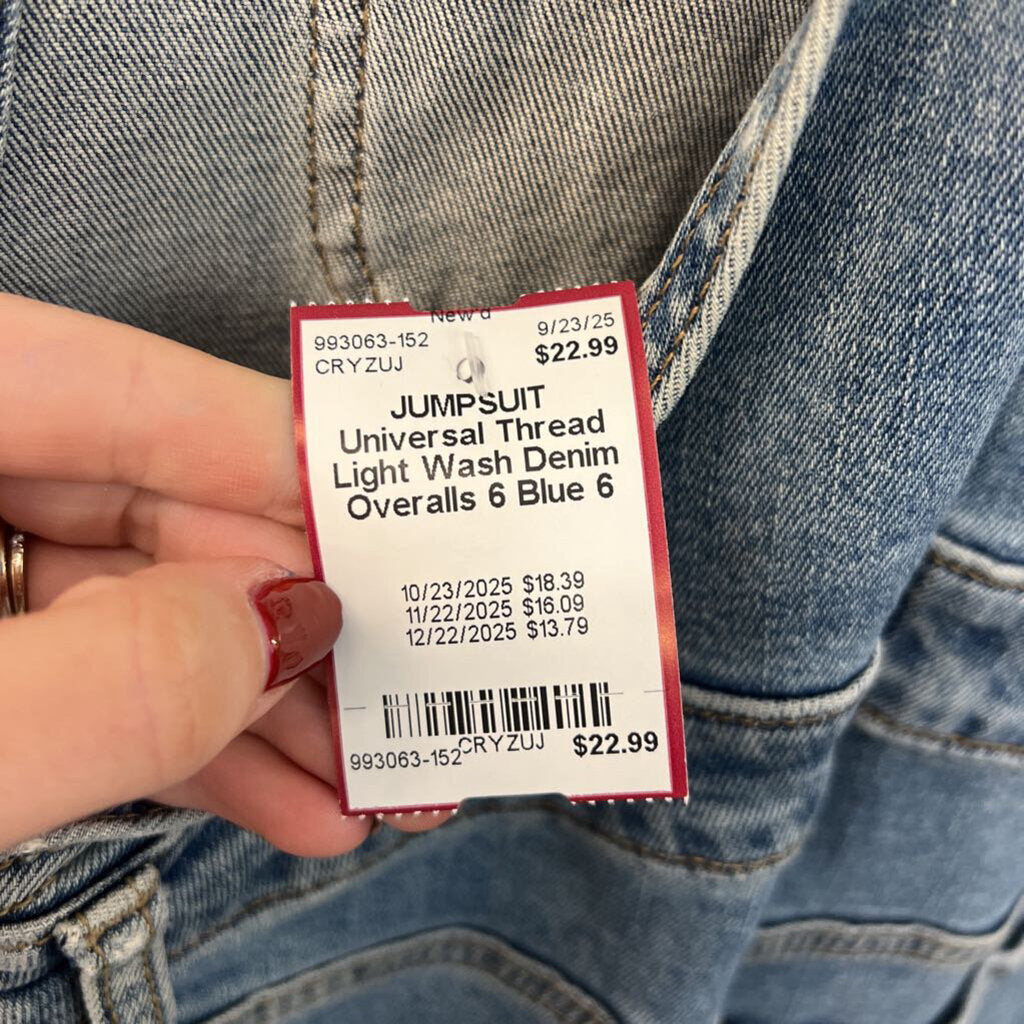 New'd
993063-152 9/23/25
CRYZUJ $22.99
JUMPSUIT
Universal Thread
Light Wash Denim
Overalls 6 Blue 6
10/23/2025 $18.39
11/22/2025 $16.09
12/22/2025 $13.79
993063-152 CRYZUJ $22.99